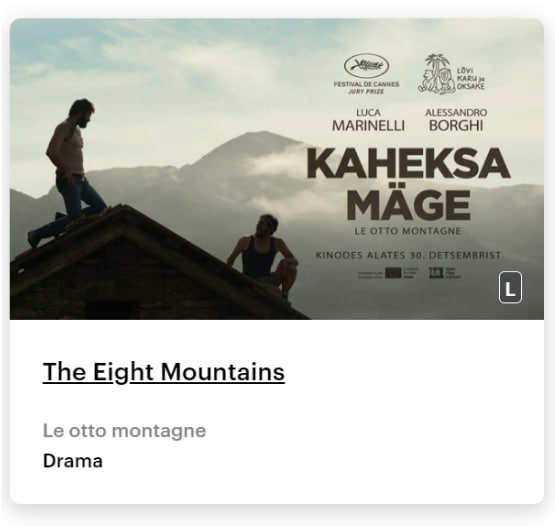 FESTIVAL DE CANNES
JURY PRIZE
LÕVI
KARU ja
OKSAKE
LUCA
MARINELLI
ALESSANDRO
BORGHI
KAHEKSA
MÄGE
LE OTTO MONTAGNE
KINODES ALATES 30. DETSEMBRIST
L
The Eight Mountains
Le otto montagne
Drama